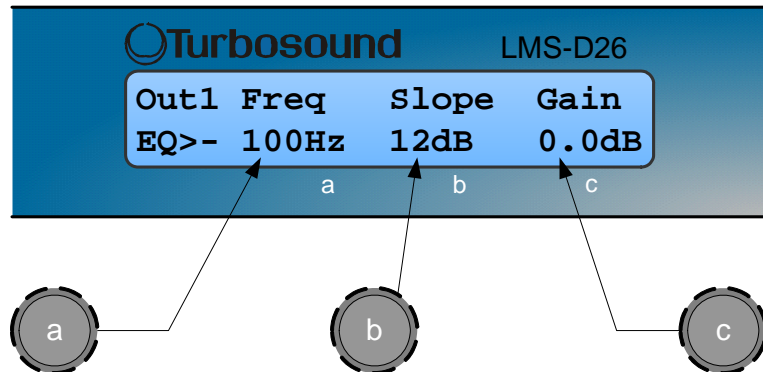 Turbosound LMS-D26
Out1 Freq Slope Gain
EQ>- 100Hz 12dB 0.0dB
a b c
a b c